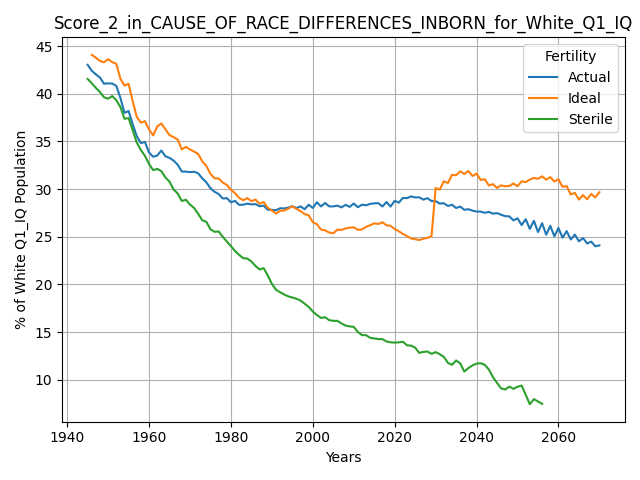 Score_2_in_CAUSE_OF_RACE_DIFFERENCES_INBORN_for_White_Q1_IQ
45
40
35
30
25
20
15
10
% of White Q1_IQ Population
Fertility
Actual
Ideal
Sterile
1940 1960 1980 2000 2020 2040 2060
Years